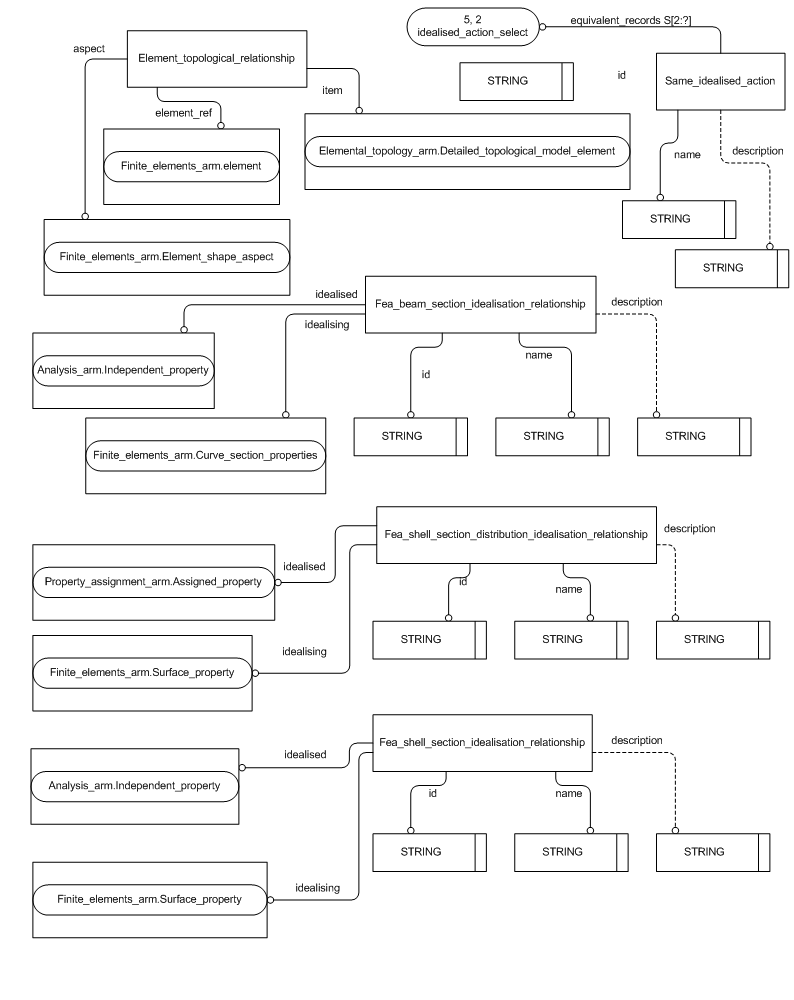 5, 2
idealised_action_select
equivalent_records S[2:?]
aspect
Element_topological_relationship
item
element_ref
STRING
id
Same_idealised_action
Finite_elements_arm.element
Elemental_topology_arm.Detailed_topological_model_element
name
description
STRING
Finite_elements_arm.Element_shape_aspect
STRING
idealised
Fea_beam_section_idealisation_relationship
description
idealising
Analysis_arm.Independent_property
id
name
STRING
STRING
STRING
Finite_elements_arm.Curve_section_properties
Fea_shell_section_distribution_idealisation_relationship
description
idealised
Property_assignment_arm.Assigned_property
id
name
STRING
STRING
STRING
idealising
Finite_elements_arm.Surface_property
Fea_shell_section_idealisation_relationship
description
idealised
Analysis_arm.Independent_property
id
name
STRING
STRING
STRING
idealising
Finite_elements_arm.Surface_property